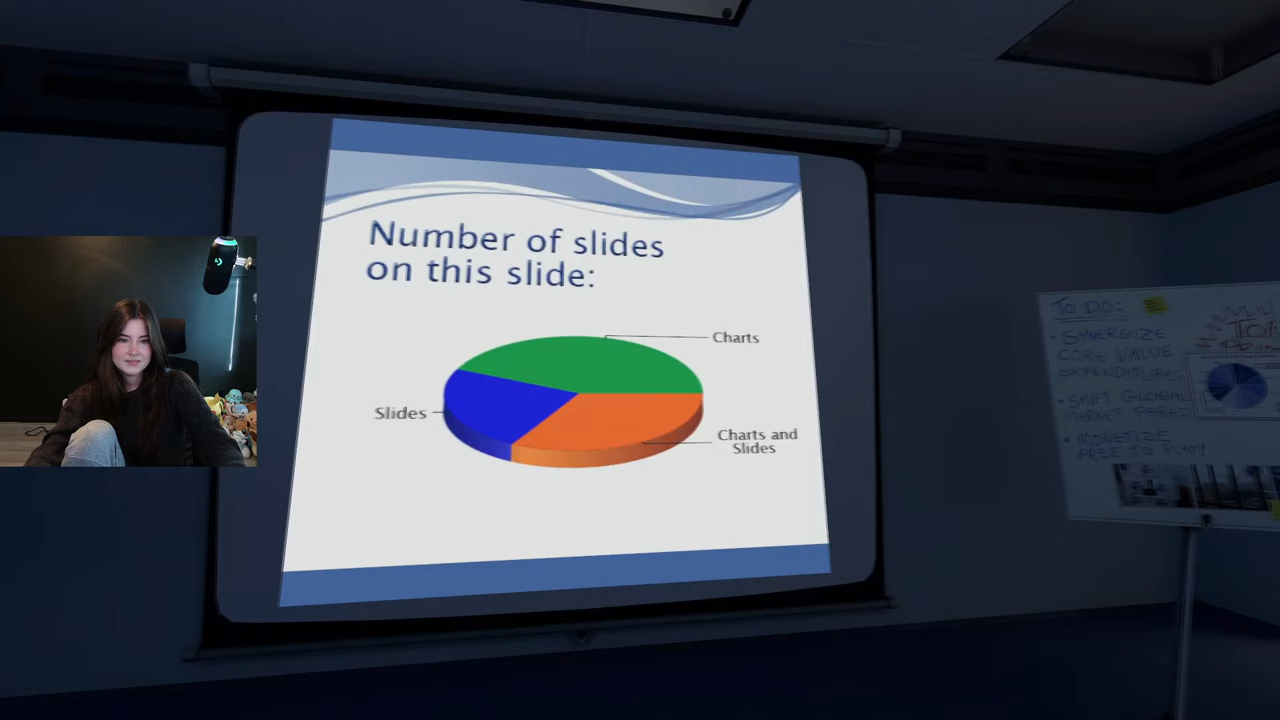 Number of slides
on this slide:
Charts
Slides
Charts and
Slides
TO DO:
• SYNERGIZE
CORE VALUE
EXPENDITURES
• SHIFT GLOBAL
MARKET PARAD
• MONETIZE
FREE TO PLAY!